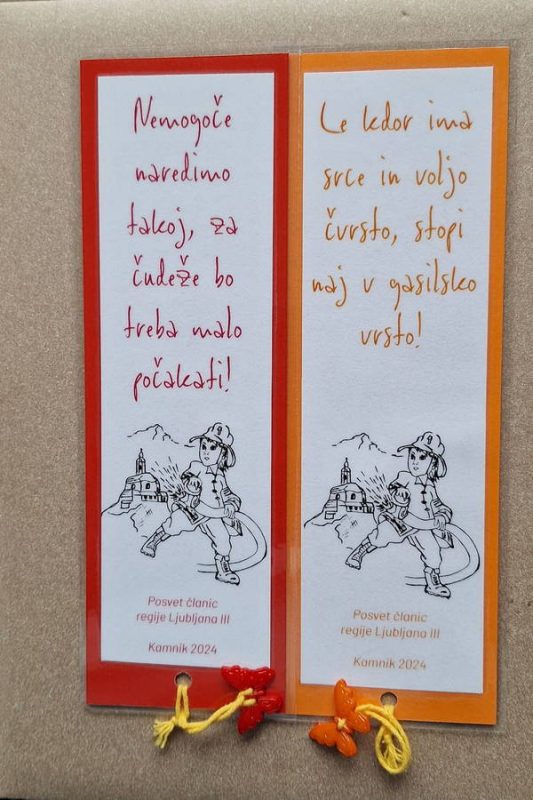 Nemogoče
naredimo
takoj, za
čudeže bo
treba malo
počakati!
Posvet članic
regije Ljubljana III
Kamnik 2024
Le kdor ima
srce in voljo
čvrsto, stopi
naj v gasilsko
vrsto!
Posvet članic
regije Ljubljana III
Kamnik 2024